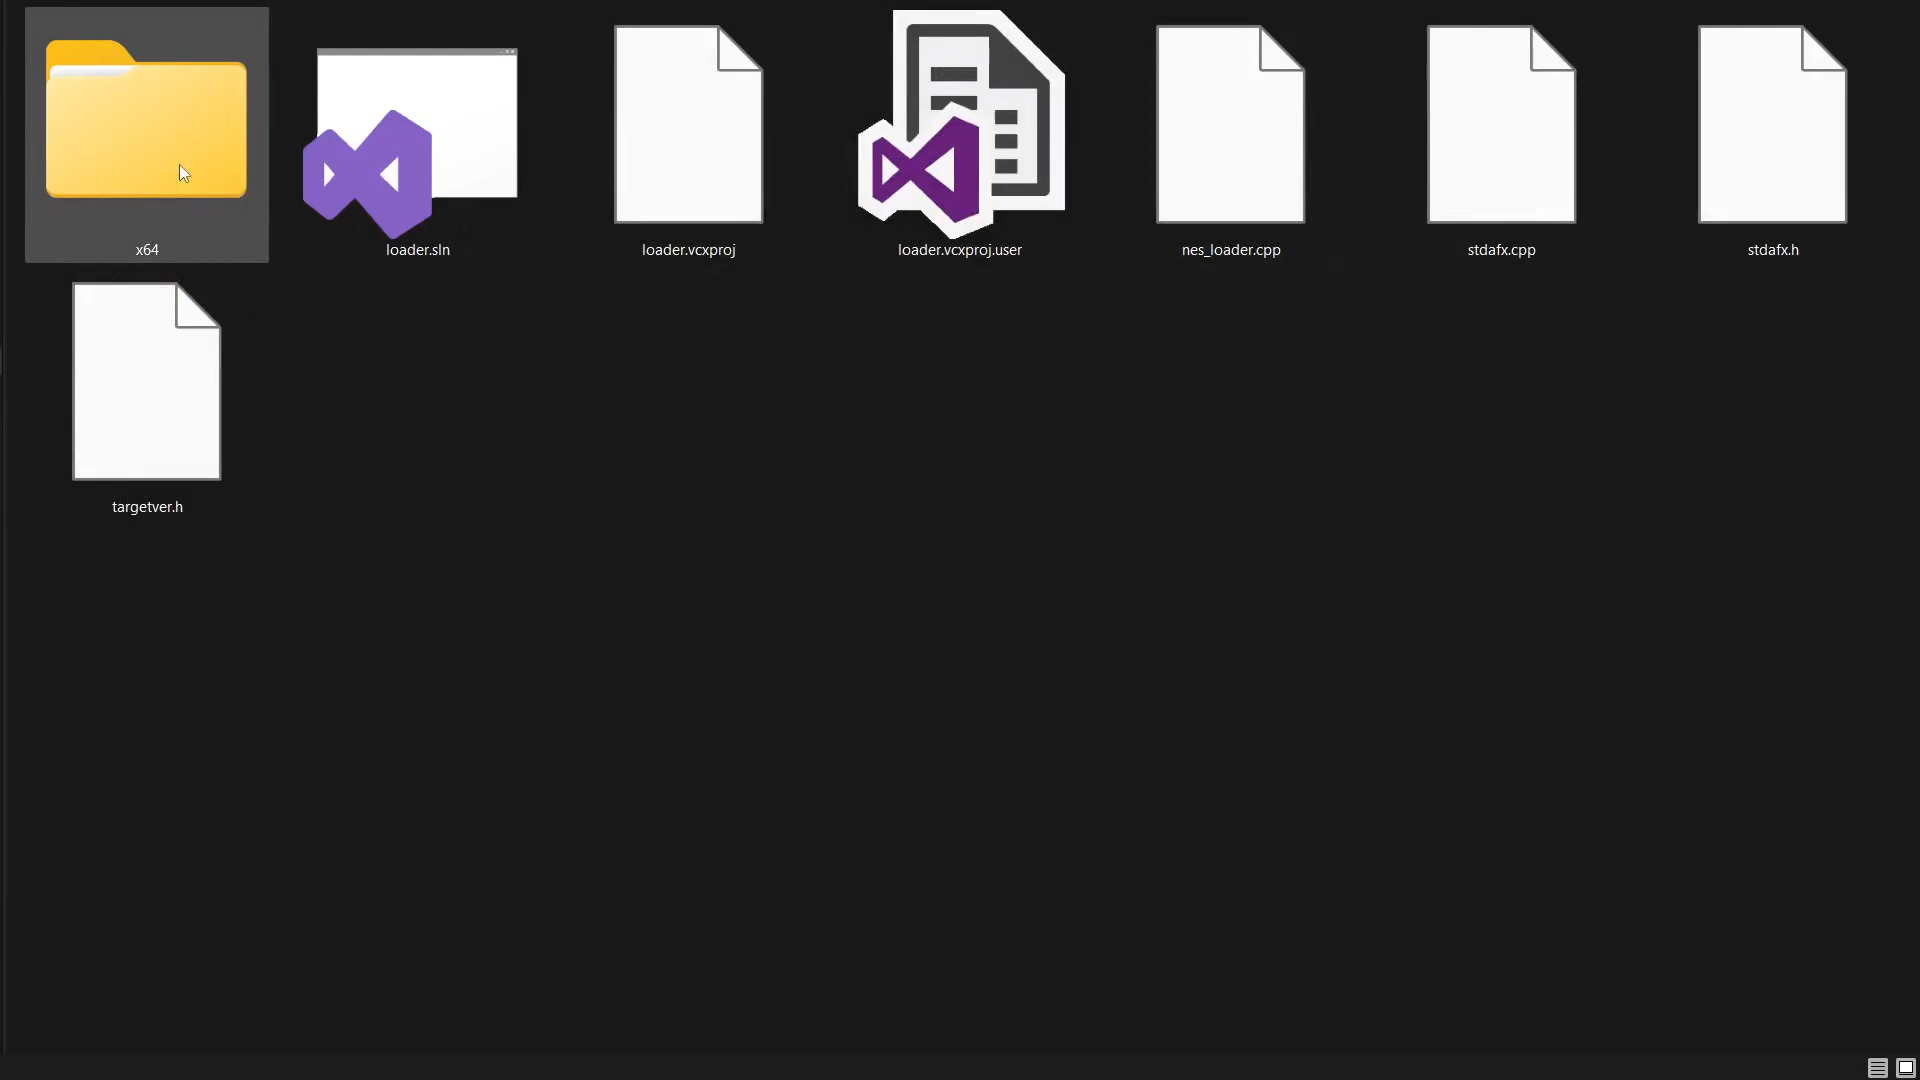 x64
loader.sln
loader.vcxproj
loader.vcxproj.user
nes_loader.cpp
stdafx.cpp
stdafx.h
targetver.h